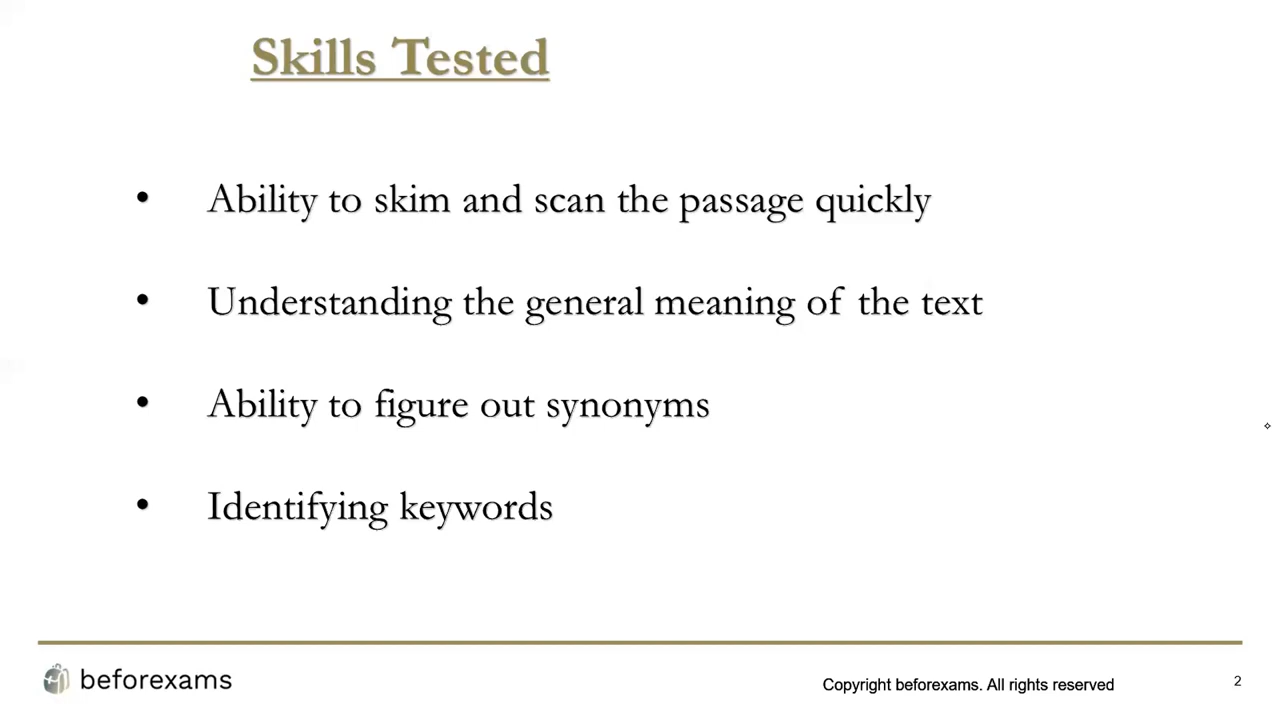 Skills Tested
• Ability to skim and scan the passage quickly
• Understanding the general meaning of the text
• Ability to figure out synonyms
• Identifying keywords
beforexams
Copyright beforexams. All rights reserved
2